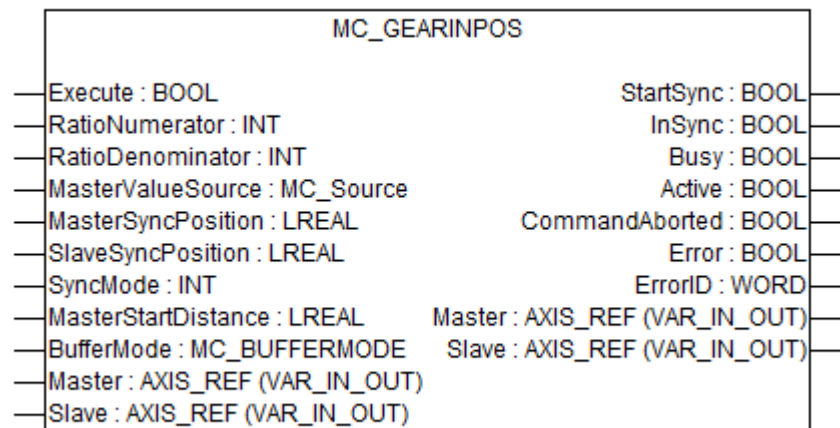 MC_GEARINPOS
Execute : BOOL StartSync : BOOL
RatioNumerator : INT InSync : BOOL
RatioDenominator : INT Busy : BOOL
MasterValueSource : MC_Source Active : BOOL
MasterSyncPosition : LREAL CommandAborted : BOOL
SlaveSyncPosition : LREAL Error : BOOL
SyncMode : INT ErrorID : WORD
MasterStartDistance : LREAL Master : AXIS_REF (VAR_IN_OUT)
BufferMode : MC_BUFFERMODE Slave : AXIS_REF (VAR_IN_OUT)
Master : AXIS_REF (VAR_IN_OUT)
Slave : AXIS_REF (VAR_IN_OUT)